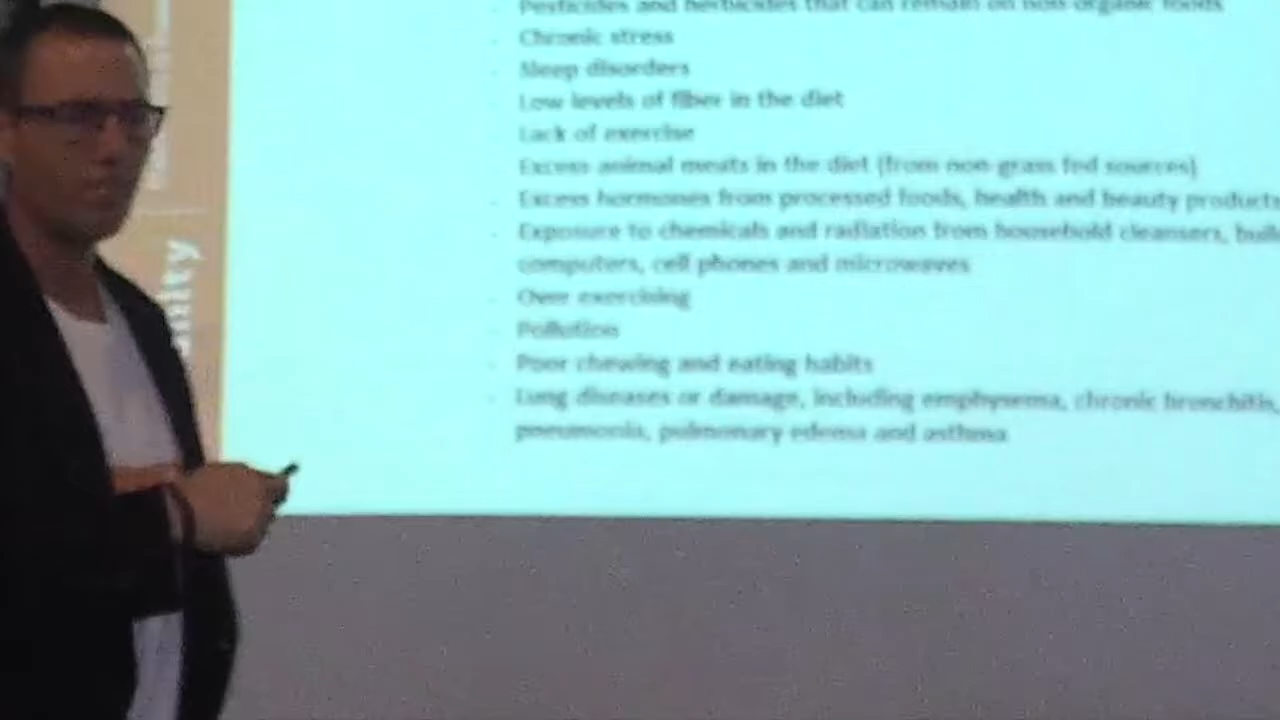 Pesticides and herbicides that can remain on non-organic foods
Chronic stress
Sleep disorders
Low levels of fiber in the diet
Lack of exercise
Excess animal meats in the diet (from non-grass fed sources)
Excess hormones from processed foods, health and beauty products
Exposure to chemicals and radiation from household cleansers, buil
computers, cell phones and microwaves
Over exercising
Pollution
Poor chewing and eating habits
Lung diseases or damage, including emphysema, chronic bronchitis,
pneumonia, pulmonary edema and asthma